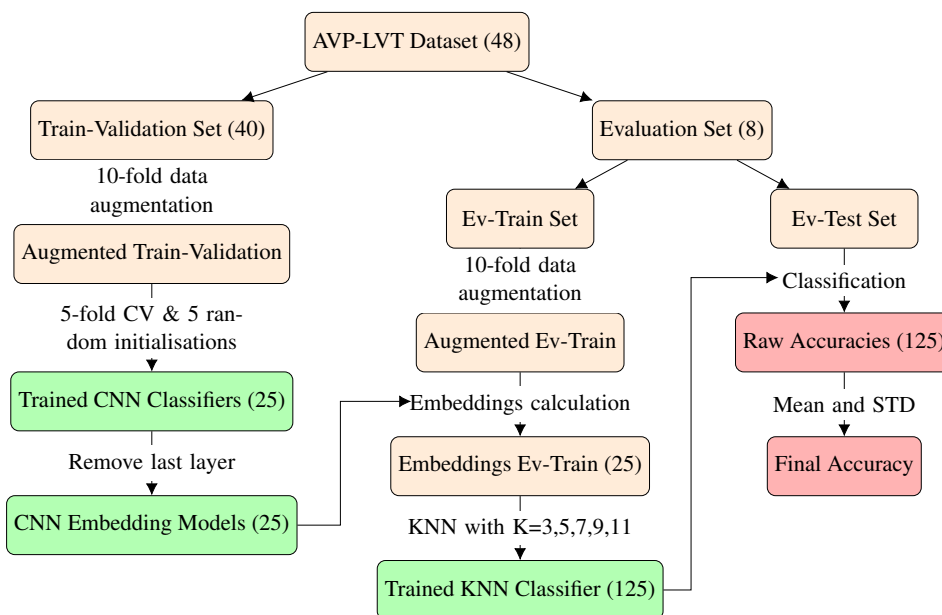 AVP-LVT Dataset (48)
Train-Validation Set (40)
Evaluation Set (8)
10-fold data
augmentation
Ev-Train Set
Ev-Test Set
Augmented Train-Validation
10-fold data
augmentation
Classification
5-fold CV & 5 ran-
dom initialisations
Augmented Ev-Train
Raw Accuracies (125)
Trained CNN Classifiers (25)
Embeddings calculation
Mean and STD
Remove last layer
Embeddings Ev-Train (25)
Final Accuracy
CNN Embedding Models (25)
KNN with K=3,5,7,9,11
Trained KNN Classifier (125)